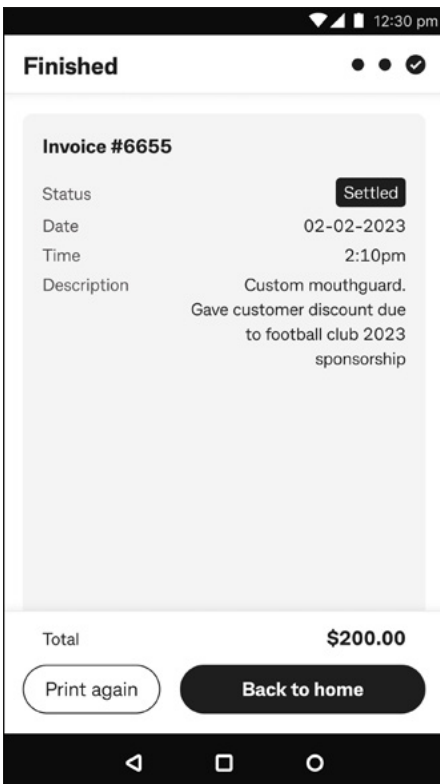 12:30 pm
Finished
Invoice #6655
Status Settled
Date 02-02-2023
Time 2:10pm
Description Custom mouthguard.
Gave customer discount due
to football club 2023
sponsorship
Total $200.00
Print again Back to home